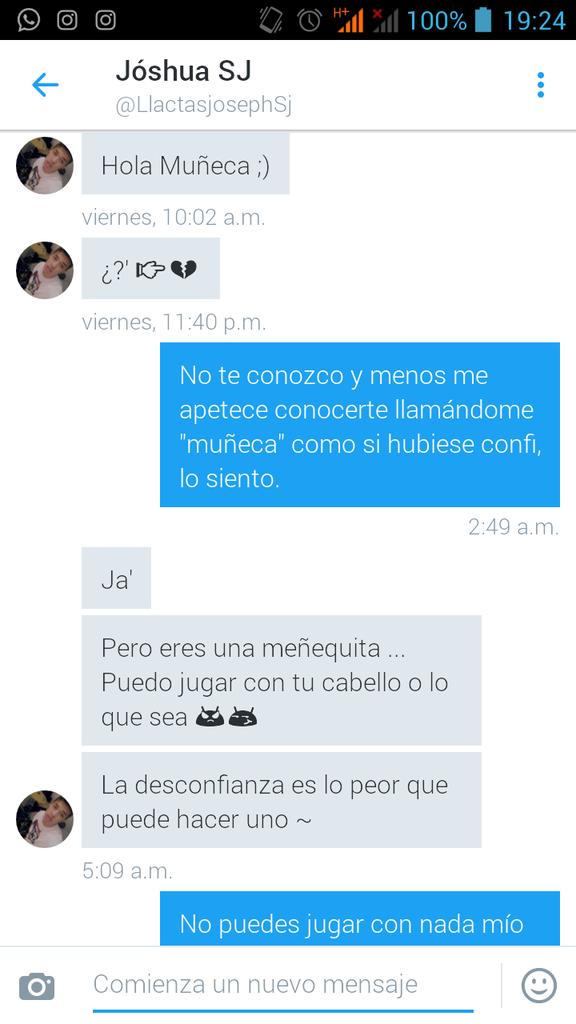 H+ 100% 19:24
Jóshua SJ
@LlactasjosephSj
Hola Muñeca ;)
viernes, 10:02 a.m.
¿?' 👉💔
viernes, 11:40 p.m.
No te conozco y menos me
apetece conocerte llamándome
"muñeca" como si hubiese confi,
lo siento.
2:49 a.m.
Ja'
Pero eres una meñequita ...
Puedo jugar con tu cabello o lo
que sea
La desconfianza es lo peor que
puede hacer uno ~
5:09 a.m.
No puedes jugar con nada mío
Comienza un nuevo mensaje